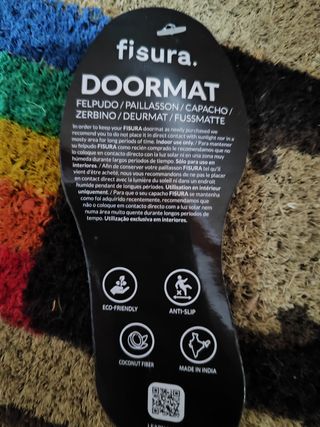 fisura.
DOORMAT
FELPUDO / PAILLASSON / CAPACHO /
ZERBINO / DEURMAT / FUSSMATTE
In order to keep your FISURA doormat as newly purchased we
recommend you to do not place it in direct contact with sunlight nor in a
mosty area for long periods of time. Indoor use only. / Para mantener
su felpudo FISURA como recién comprado le recomendamos que no
lo coloque en contacto directo con la luz solar ni en una zona muy
húmeda durante largos periodos de tiempo. Sólo para uso en
interiores. / Afin de conserver votre paillasson FISURA tel qu'il
vient d'être acheté, nous vous recommandons de ne pas le placer
en contact direct avec la lumière du soleil ni dans un endroit
humide pendant de longues périodes. Utilisation en intérieur
uniquement. / Para que o seu capacho FISURA se mantenha
como foi adquirido recentemente, recomendamos que
não o coloque em contacto directo com a luz solar nem
numa área muito quente durante longos períodos de
tempo. Utilização exclusiva em interiores.
ECO-FRIENDLY
ANTI-SLIP
COCONUT FIBER
MADE IN INDIA